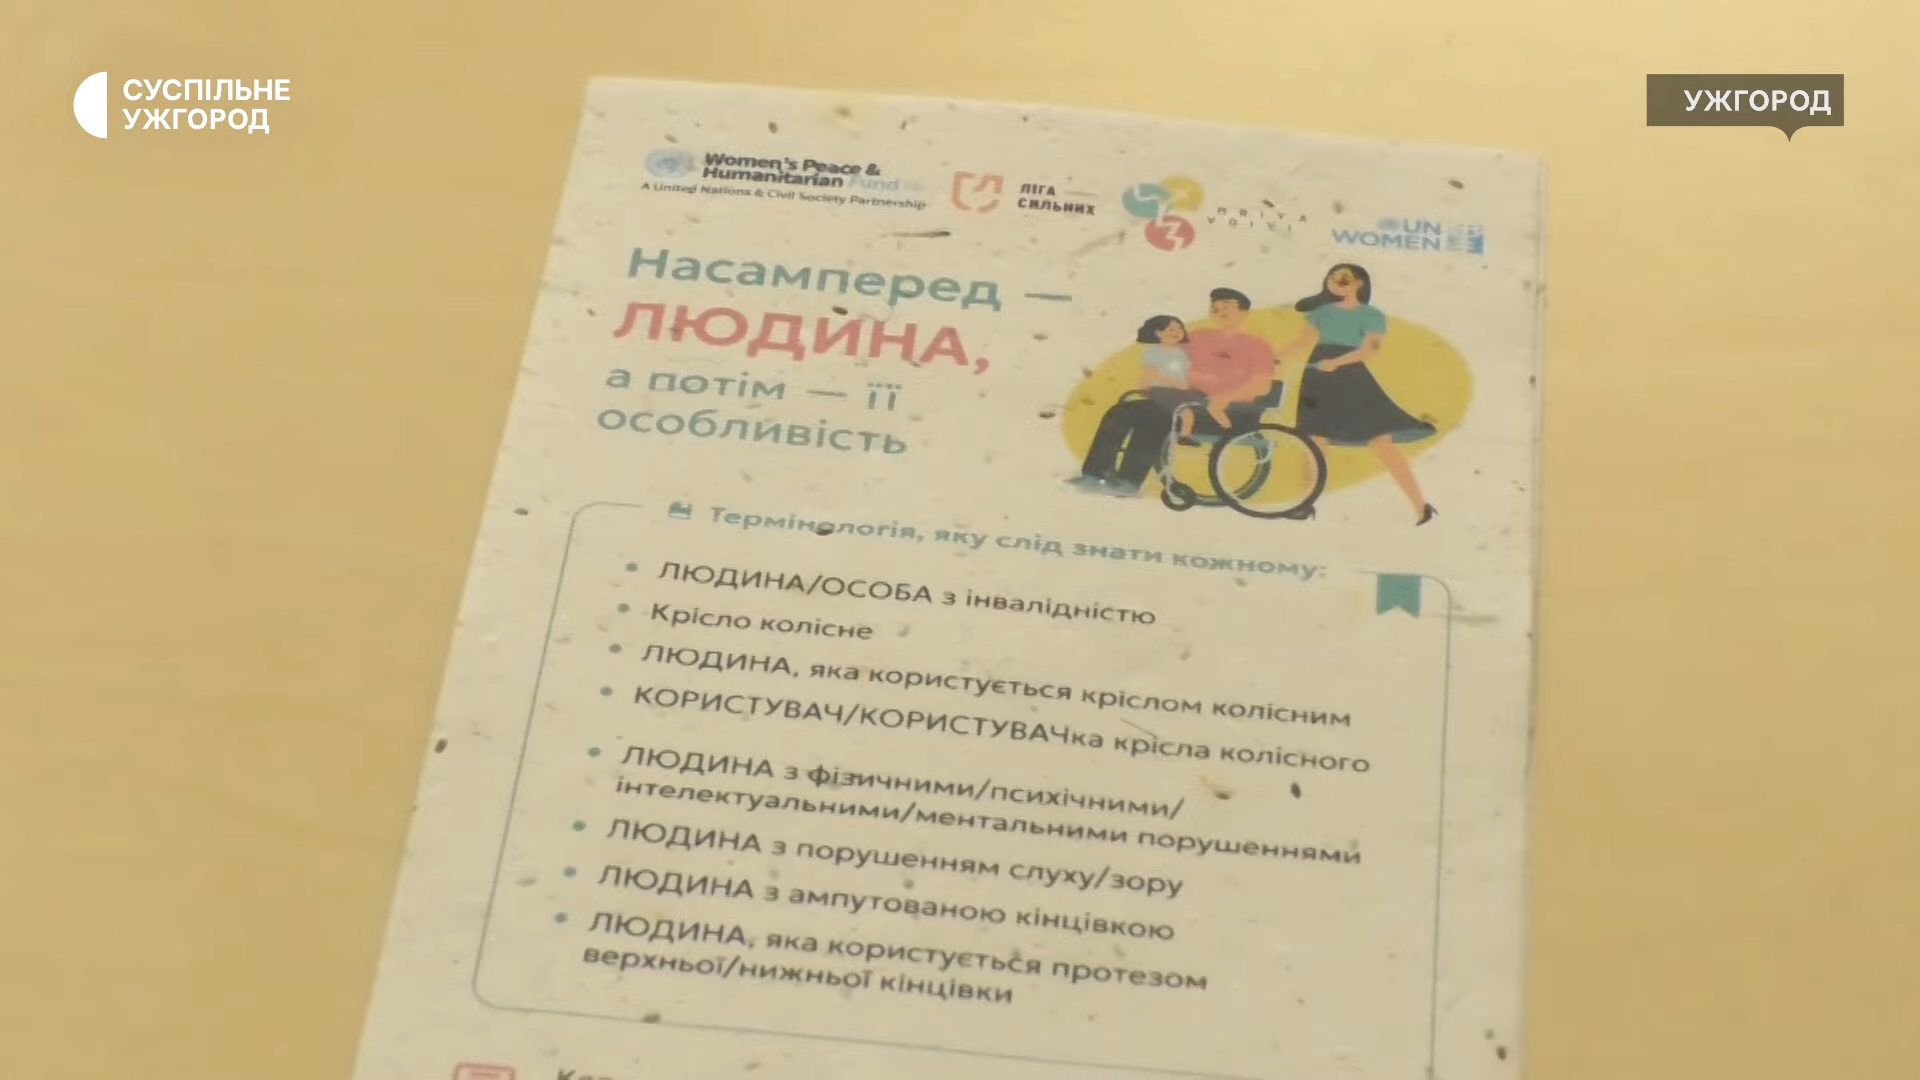 СУСПІЛЬНЕ
УЖГОРОД
УЖГОРОД
Women's Peace &
Humanitarian Fund
A United Nations & Civil Society Partnership
ЛІГА
СИЛЬНИХ
MRIYA
VOITI
UN
WOMEN
Насамперед —
ЛЮДИНА,
а потім — її
особливість
Термінологія, яку слід знати кожному:
• ЛЮДИНА/ОСОБА з інвалідністю
• Крісло колісне
• ЛЮДИНА, яка користується кріслом колісним
• КОРИСТУВАЧ/КОРИСТУВАЧка крісла колісного
• ЛЮДИНА з фізичними/психічними/
інтелектуальними/ментальними порушеннями
• ЛЮДИНА з порушенням слуху/зору
• ЛЮДИНА з ампутованою кінцівкою
• ЛЮДИНА, яка користується протезом
верхньої/нижньої кінцівки